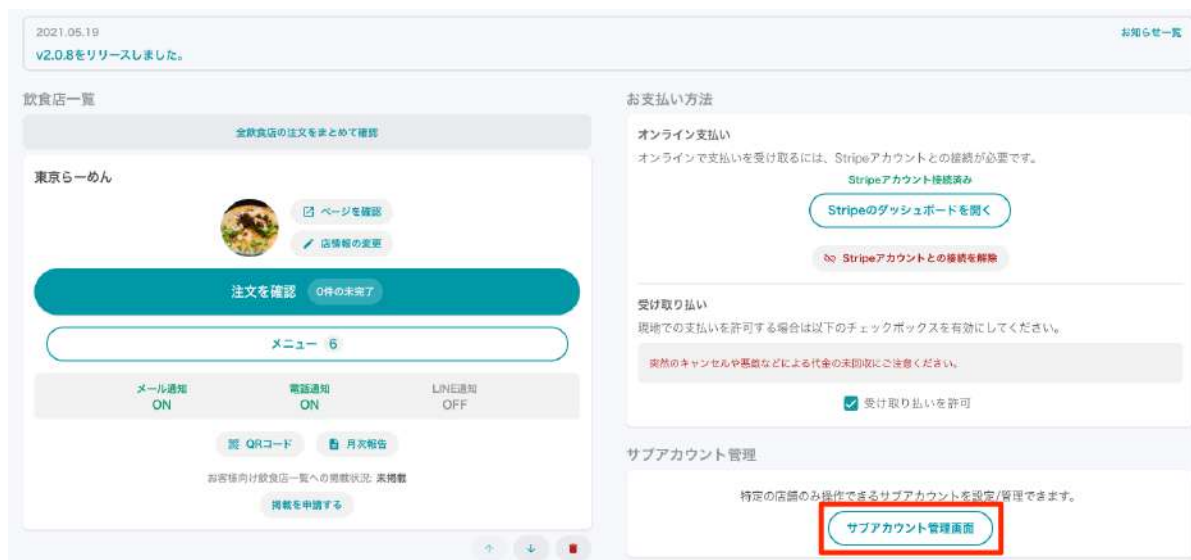 2021.05.19
お知らせ一覧
v2.0.8をリリースしました。
飲食店一覧
全飲食店の注文をまとめて確認
東京らーめん
ページを確認
店情報の変更
注文を確認 0件の未完了
メニュー 6
メール通知
ON
電話通知
ON
LINE通知
OFF
QRコード
月次報告
お客様向け飲食店一覧への掲載状況: 未掲載
掲載を申請する
お支払い方法
オンライン支払い
オンラインで支払いを受け取るには、Stripeアカウントとの接続が必要です。
Stripeアカウント接続済み
Stripeのダッシュボードを開く
Stripeアカウントとの接続を解除
受け取り払い
現地での支払いを許可する場合は以下のチェックボックスを有効にしてください。
突然のキャンセルや悪戯などによる代金の未回収にご注意ください。
受け取り払いを許可
サブアカウント管理
特定の店舗のみ操作できるサブアカウントを設定/管理できます。
サブアカウント管理画面